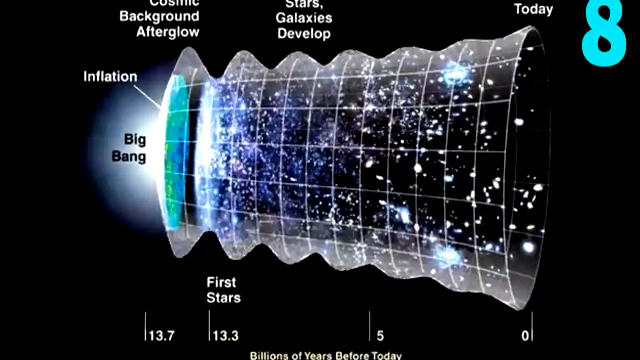 Cosmic
Background
Afterglow
Stars,
Galaxies
Develop
Today
8
Inflation
Big
Bang
First
Stars
13.7
13.3
5
0
Billions of Years Before Today